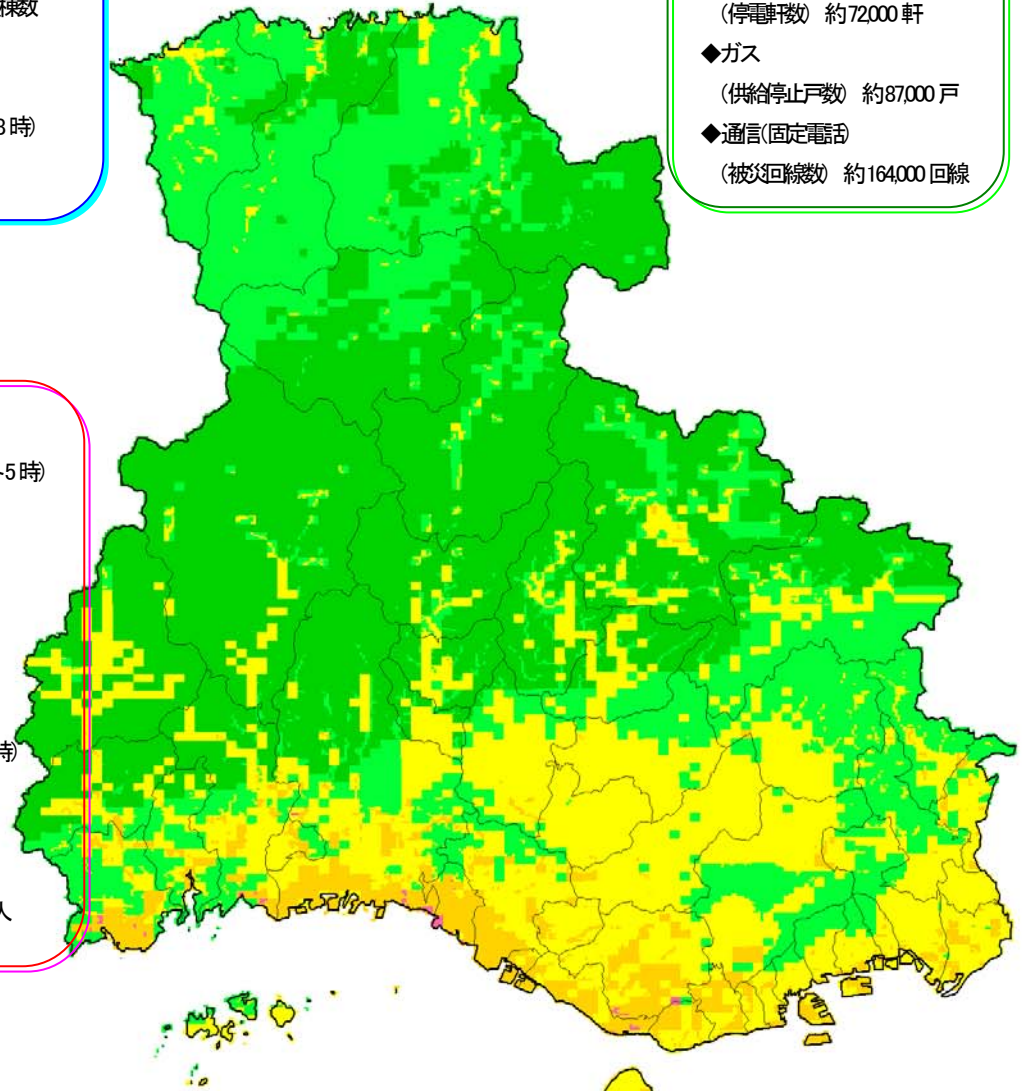 棟数
時)
(停電軒数) 約72,000 軒
◆ガス
(供給停止戸数) 約87,000 戸
◆通信(固定電話)
(被災回線数) 約164,000 回線
5時)
時)
人